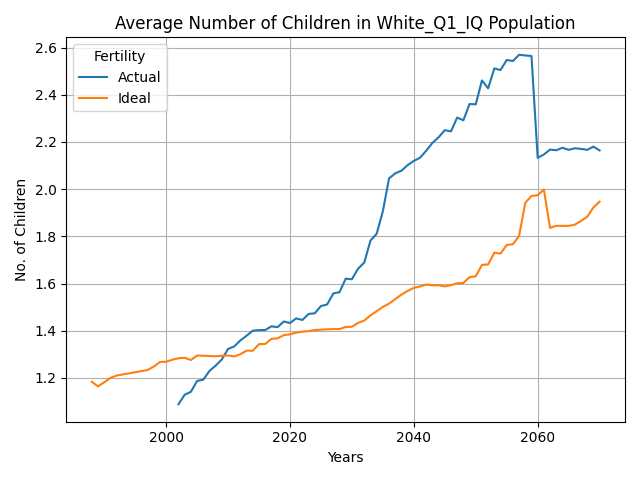 Average Number of Children in White_Q1_IQ Population
Fertility
Actual
Ideal
No. of Children
2.6
2.4
2.2
2.0
1.8
1.6
1.4
1.2
2000
2020
2040
2060
Years